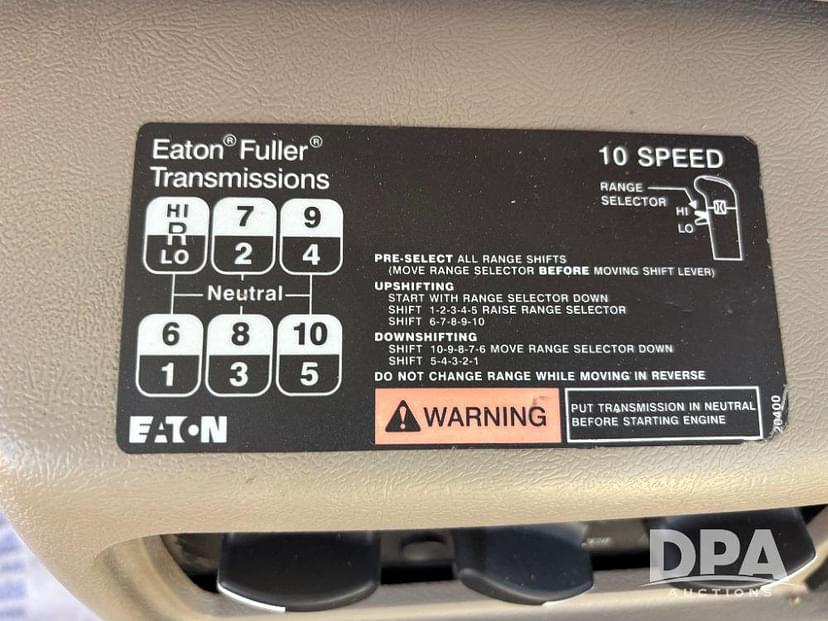 Eaton® Fuller®
Transmissions
10 SPEED
RANGE
SELECTOR
HI
LO
HI 7 9
R
LO 2 4
Neutral
6 8 10
1 3 5
EATON
PRE-SELECT ALL RANGE SHIFTS
(MOVE RANGE SELECTOR BEFORE MOVING SHIFT LEVER)
UPSHIFTING
START WITH RANGE SELECTOR DOWN
SHIFT 1-2-3-4-5 RAISE RANGE SELECTOR
SHIFT 6-7-8-9-10
DOWNSHIFTING
SHIFT 10-9-8-7-6 MOVE RANGE SELECTOR DOWN
SHIFT 5-4-3-2-1
DO NOT CHANGE RANGE WHILE MOVING IN REVERSE
WARNING
PUT TRANSMISSION IN NEUTRAL
BEFORE STARTING ENGINE
20400
DPA
AUCTIONS